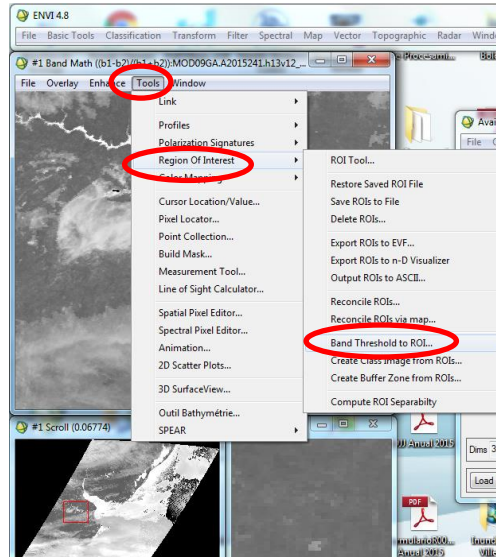 ENVI 4.8
File Basic Tools Classification Transform Filter Spectral Map Vector Topographic Radar
#1 Band Math ((b1-b2)/(b1+b2)):MOD09GA.A2015241.h13v12_...
File Overlay Enhance Tools Window
Link
Profiles
Polarization Signatures
Region Of Interest
Color Mapping
Cursor Location/Value...
Pixel Locator...
Point Collection...
Build Mask...
Measurement Tool...
Line of Sight Calculator...
Spatial Pixel Editor...
Spectral Pixel Editor...
Animation...
2D Scatter Plots...
3D SurfaceView...
Outil Bathymétrie...
SPEAR
ROI Tool...
Restore Saved ROI File
Save ROIs to File
Delete ROIs...
Export ROIs to EVF...
Export ROIs to n-D Visualizer
Output ROIs to ASCII...
Reconcile ROIs...
Reconcile ROIs via map...
Band Threshold to ROI...
Create Class Image from ROIs...
Create Buffer Zone from ROIs...
Compute ROI Separabilty
#1 Scroll (0.06774)
Anual 2015
Dims 3
Load
PDF
Anual 2015